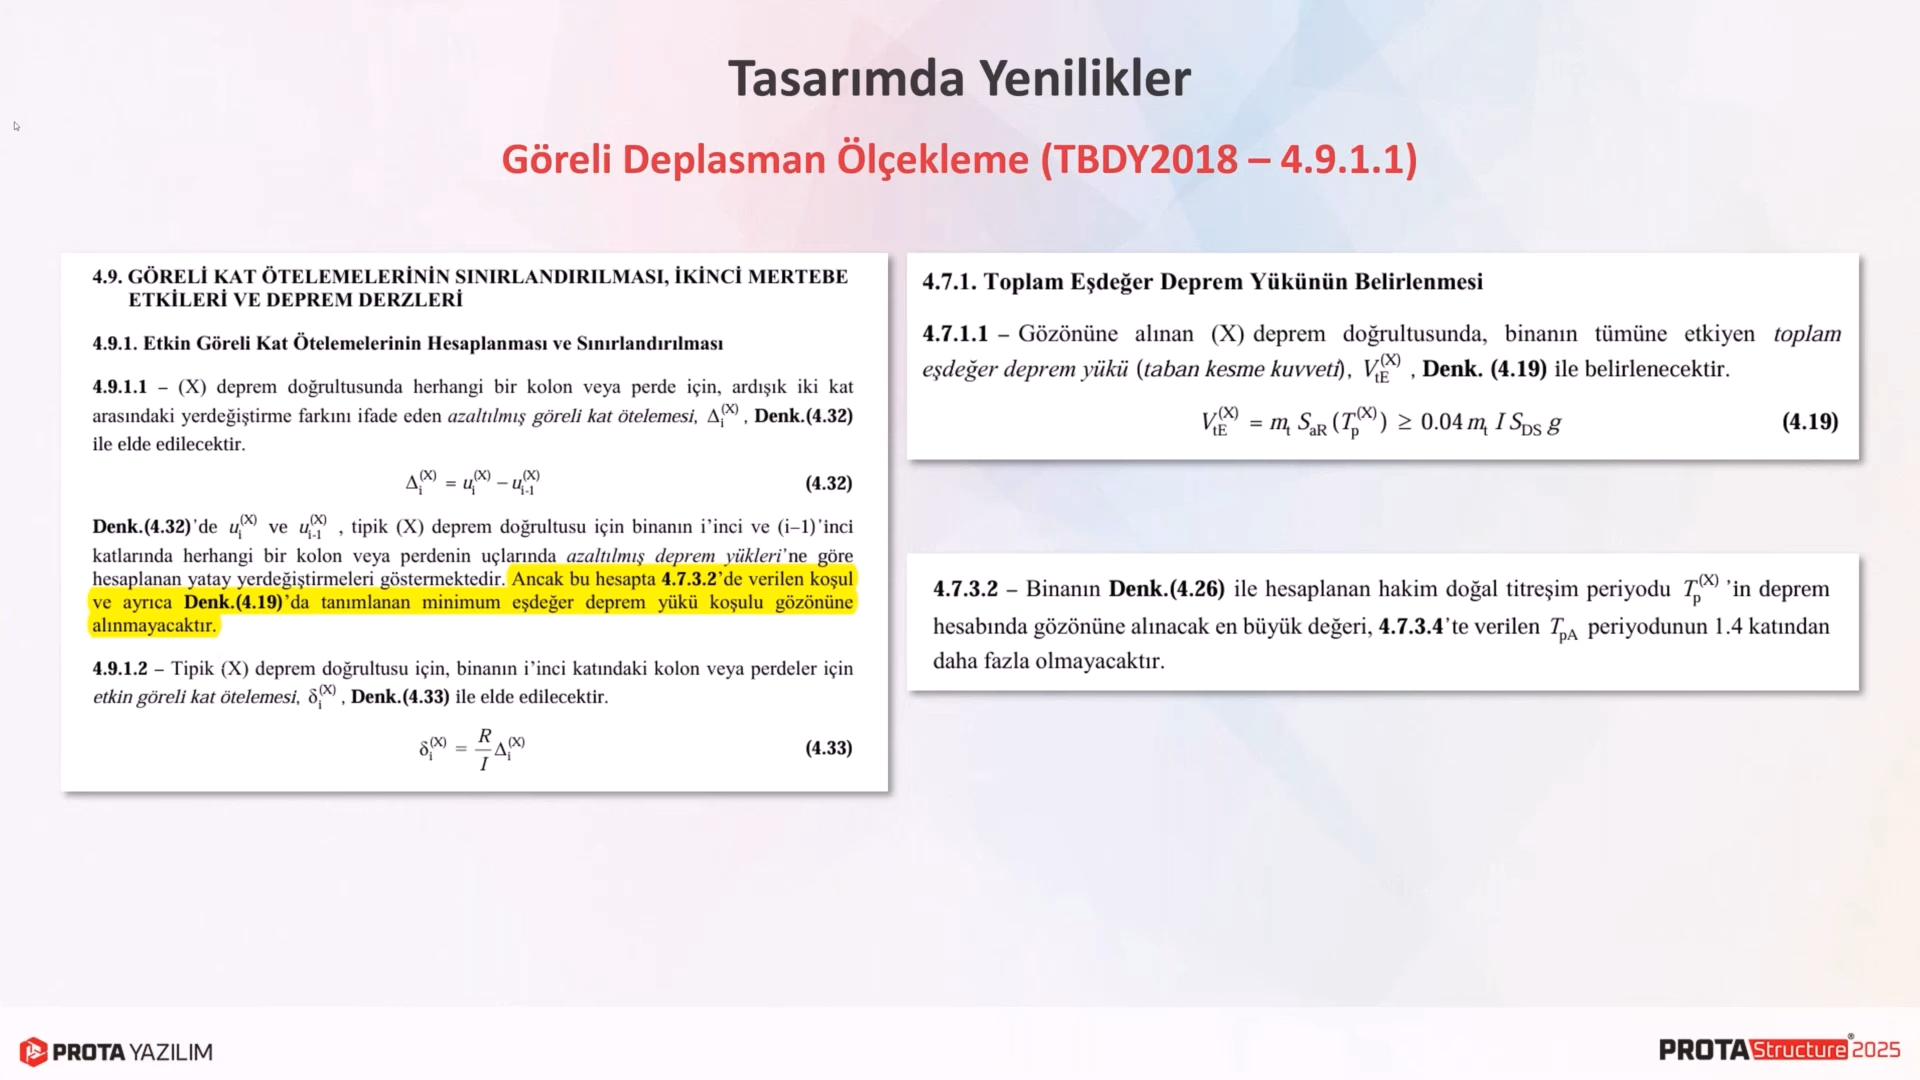 Tasarımda Yenilikler
Göreli Deplasman Ölçekleme (TBDY2018 – 4.9.1.1)
4.9. GÖRELİ KAT ÖTELEMELERİNİN SINIRLANDIRILMASI, İKİNCİ MERTEBE
ETKİLERİ VE DEPREM DERZLERİ
4.9.1. Etkin Göreli Kat Ötelemelerinin Hesaplanması ve Sınırlandırılması
4.9.1.1 – (X) deprem doğrultusunda herhangi bir kolon veya perde için, ardışık iki kat
arasındaki yerdeğiştirme farkını ifade eden azaltılmış göreli kat ötelemesi, Δi(X) , Denk.(4.32)
ile elde edilecektir.
Δi(X) = ui(X) − ui-1(X) (4.32)
Denk.(4.32)'de ui(X) ve ui-1(X) , tipik (X) deprem doğrultusu için binanın i'inci ve (i–1)'inci
katlarında herhangi bir kolon veya perdenin uçlarında azaltılmış deprem yükleri'ne göre
hesaplanan yatay yerdeğiştirmeleri göstermektedir. Ancak bu hesapta 4.7.3.2'de verilen koşul
ve ayrıca Denk.(4.19)'da tanımlanan minimum eşdeğer deprem yükü koşulu gözönüne
alınmayacaktır.
4.9.1.2 – Tipik (X) deprem doğrultusu için, binanın i'inci katındaki kolon veya perdeler için
etkin göreli kat ötelemesi, δi(X) , Denk.(4.33) ile elde edilecektir.
δi(X) = R/I Δi(X) (4.33)
4.7.1. Toplam Eşdeğer Deprem Yükünün Belirlenmesi
4.7.1.1 – Gözönüne alınan (X) deprem doğrultusunda, binanın tümüne etkiyen toplam
eşdeğer deprem yükü (taban kesme kuvveti), VtE(X) , Denk. (4.19) ile belirlenecektir.
VtE(X) = mt SaR (Tp(X)) ≥ 0.04 mt I SDS g (4.19)
4.7.3.2 – Binanın Denk.(4.26) ile hesaplanan hakim doğal titreşim periyodu Tp(X) 'in deprem
hesabında gözönüne alınacak en büyük değeri, 4.7.3.4'te verilen TpA periyodunun 1.4 katından
daha fazla olmayacaktır.
PROTA YAZILIM
PROTA Structure® 2025